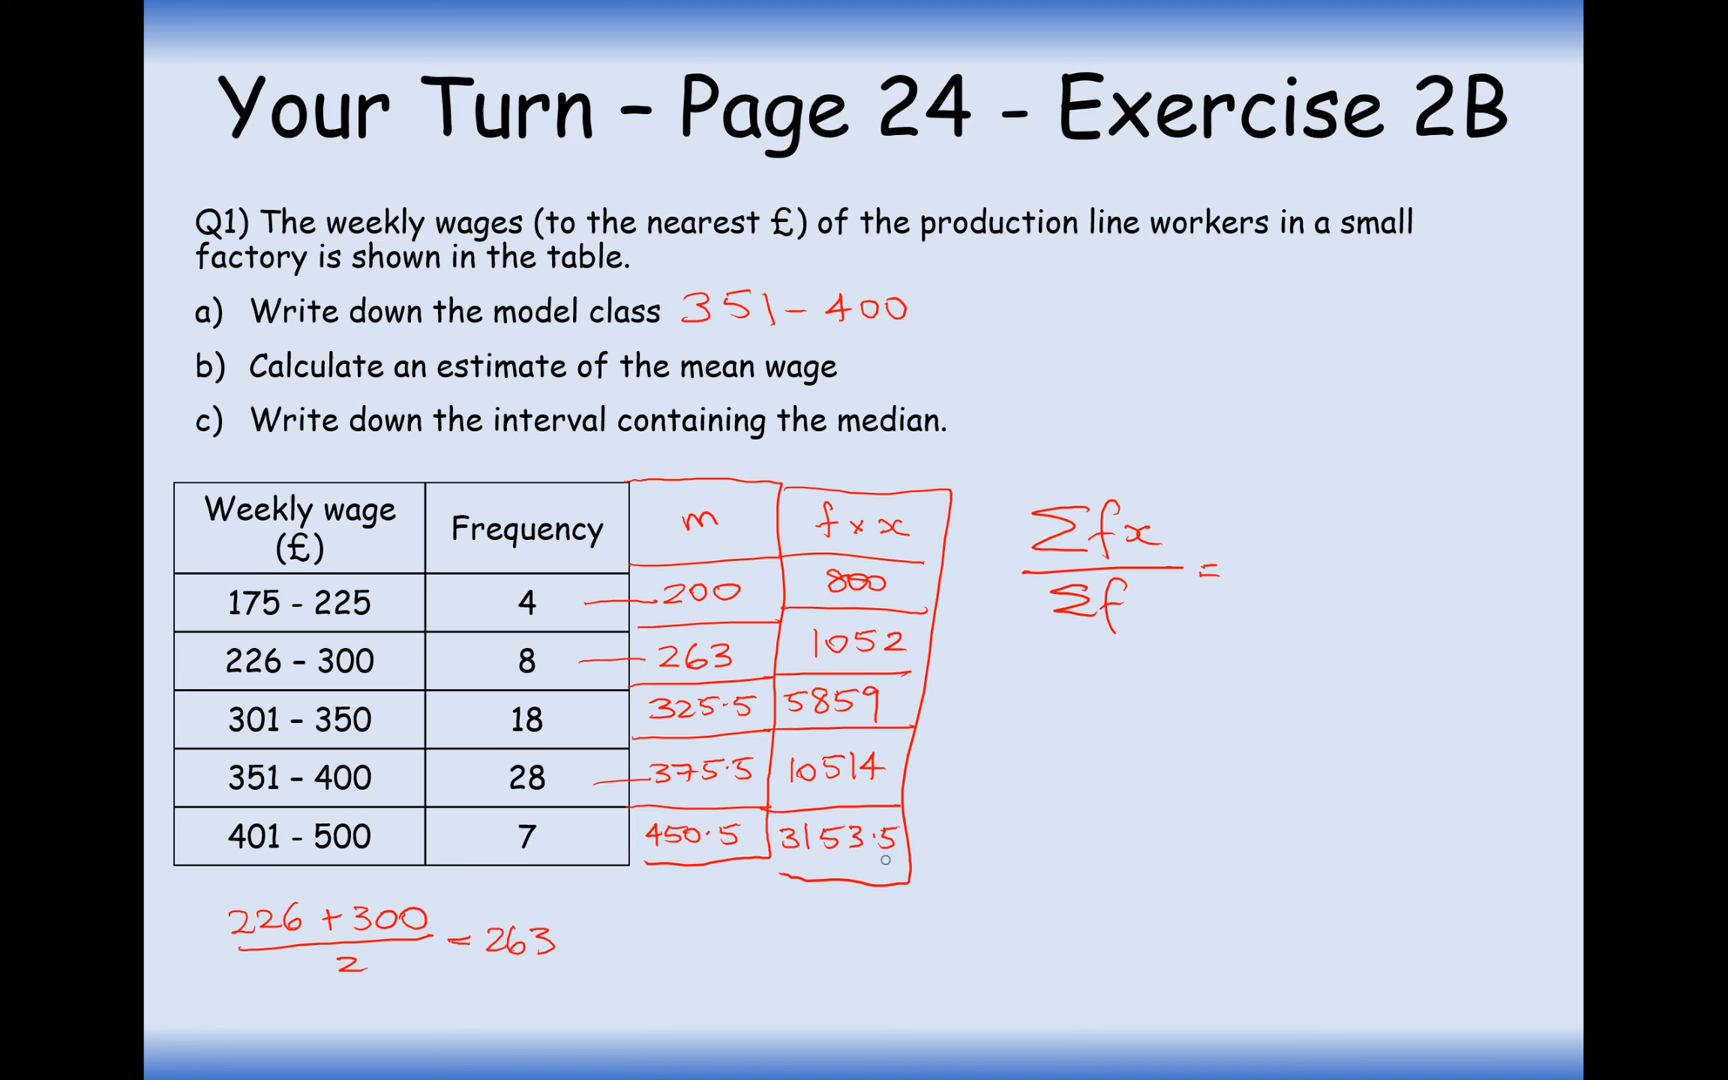 Your Turn – Page 24 - Exercise 2B
Q1) The weekly wages (to the nearest £) of the production line workers in a small
factory is shown in the table.
a) Write down the model class 351 - 400
b) Calculate an estimate of the mean wage
c) Write down the interval containing the median.
Weekly wage (£) Frequency m f × x
175 - 225 4 200 800
226 – 300 8 263 1052
301 – 350 18 325.5 5859
351 – 400 28 375.5 10514
401 - 500 7 450.5 3153.5
Σfx
Σf =
226 + 300
2 = 263